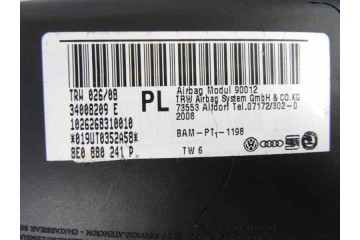 TRW 026/08
34008209 E
1026268310010
*019UT0352A58*
8E0 880 241 P
PL
Airbag Modul 90012
TRW Airbag System GmbH & CO.KG
73553 Alfdorf Tel.07172/302-0
2008
BAM-PT1-1198
TW 6